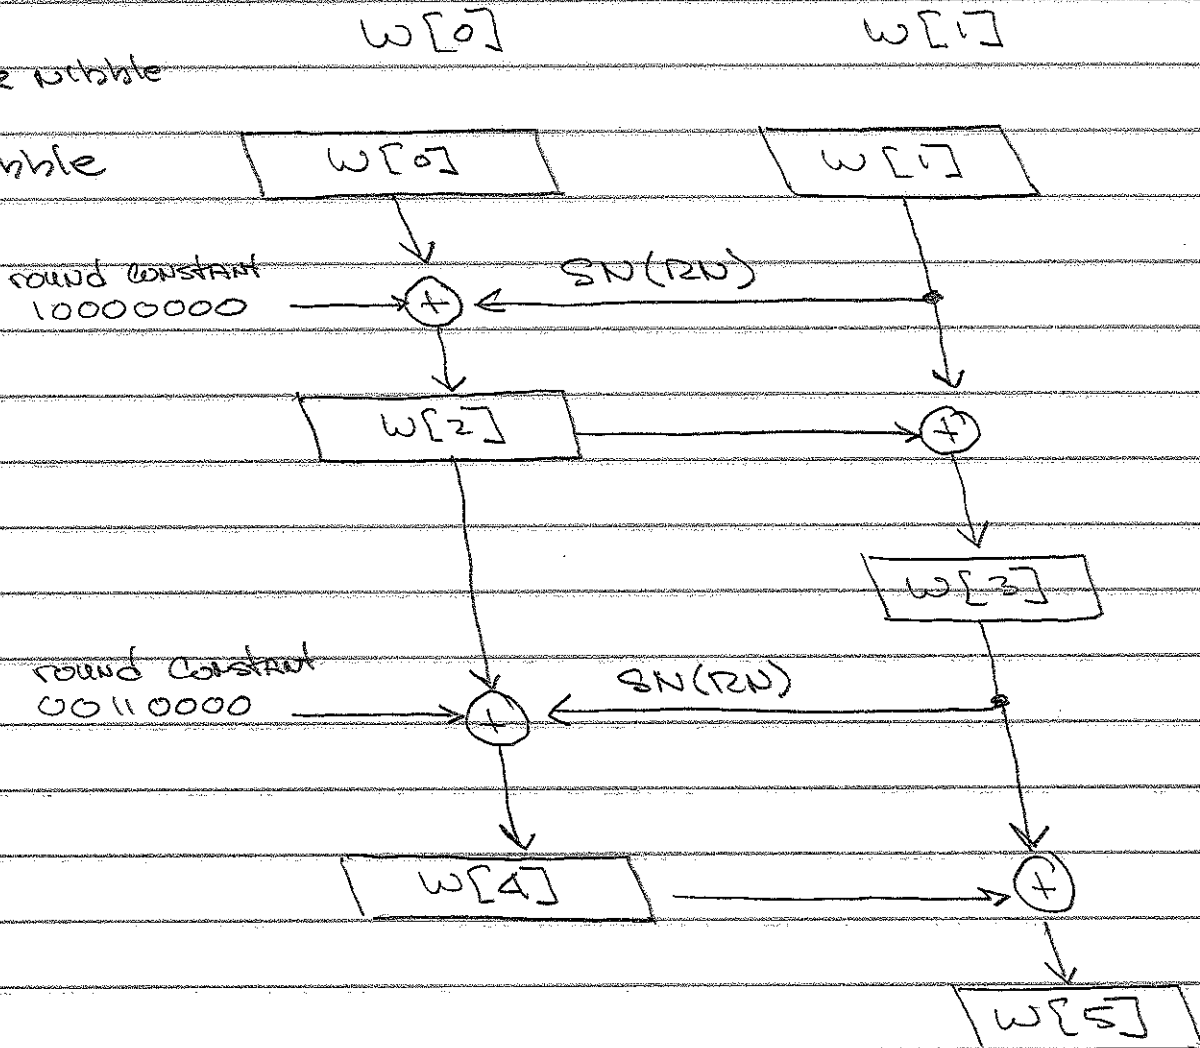 W[0] W[1]
Nibble
W[0] W[1]
round constant
10000000
SN(RN)
W[2]
W[3]
round constant
00110000
SN(RN)
W[4]
W[5]